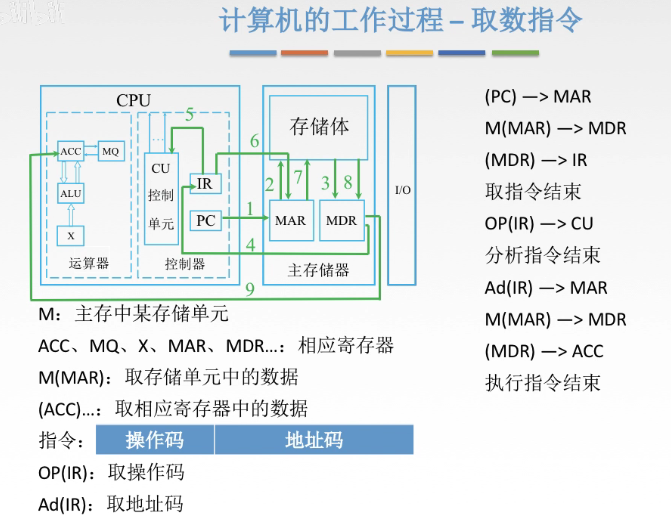 计算机的工作过程 – 取数指令
CPU
ACC
MQ
ALU
X
运算器
...
CU
控制
单元
IR
PC
控制器
存储体
MAR
MDR
主存储器
I/O
1
2
3
4
5
6
7
8
9
(PC) —> MAR
M(MAR) —> MDR
(MDR) —> IR
取指令结束
OP(IR) —> CU
分析指令结束
Ad(IR) —> MAR
M(MAR) —> MDR
(MDR) —> ACC
执行指令结束
M：主存中某存储单元
ACC、MQ、X、MAR、MDR...：相应寄存器
M(MAR)：取存储单元中的数据
(ACC)...：取相应寄存器中的数据
指令： 操作码 地址码
OP(IR)：取操作码
Ad(IR)：取地址码